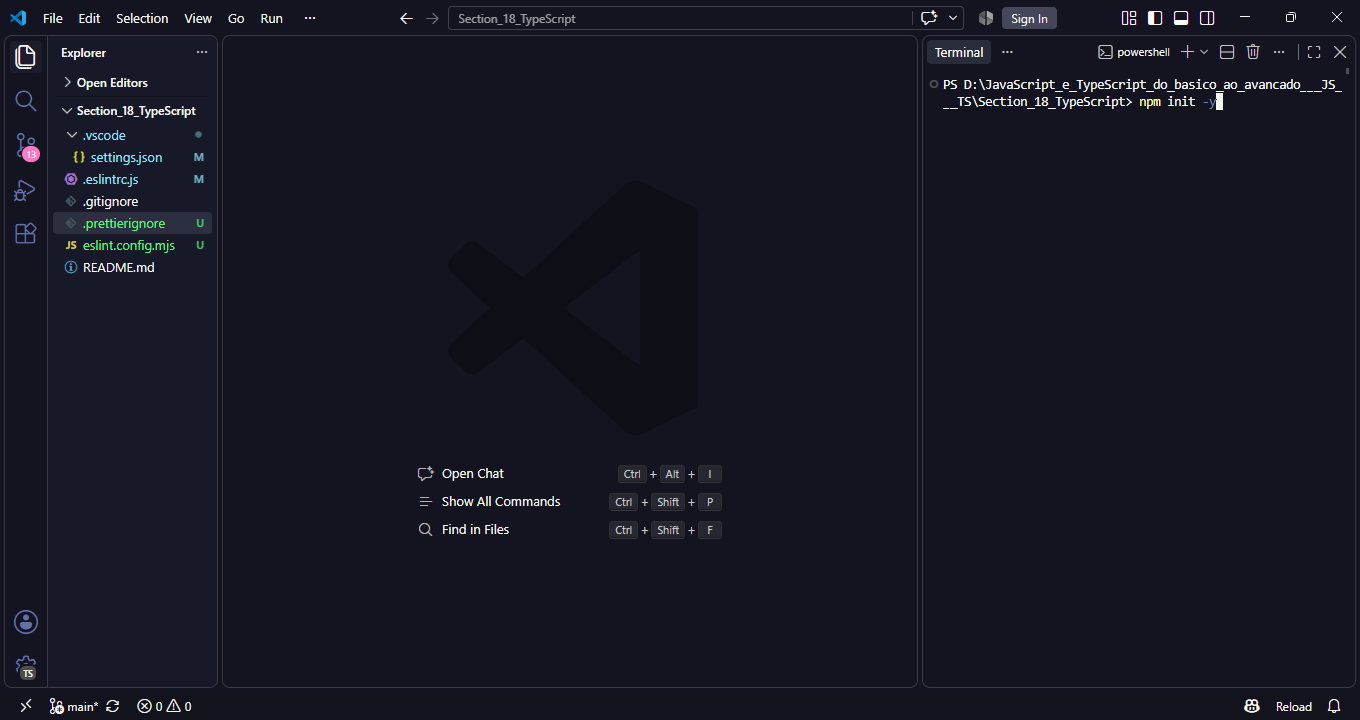 File Edit Selection View Go Run ··· Section_18_TypeScript Sign In
Explorer ···
Open Editors
Section_18_TypeScript
.vscode
{} settings.json M
.eslintrc.js M
.gitignore
.prettierignore U
JS eslint.config.mjs U
README.md
13
TS
Open Chat Ctrl + Alt + I
Show All Commands Ctrl + Shift + P
Find in Files Ctrl + Shift + F
Terminal ··· powershell ···
PS D:\JavaScript_e_TypeScript_do_basico_ao_avancado___JS_
__TS\Section_18_TypeScript> npm init -y
main* 0 0 Reload